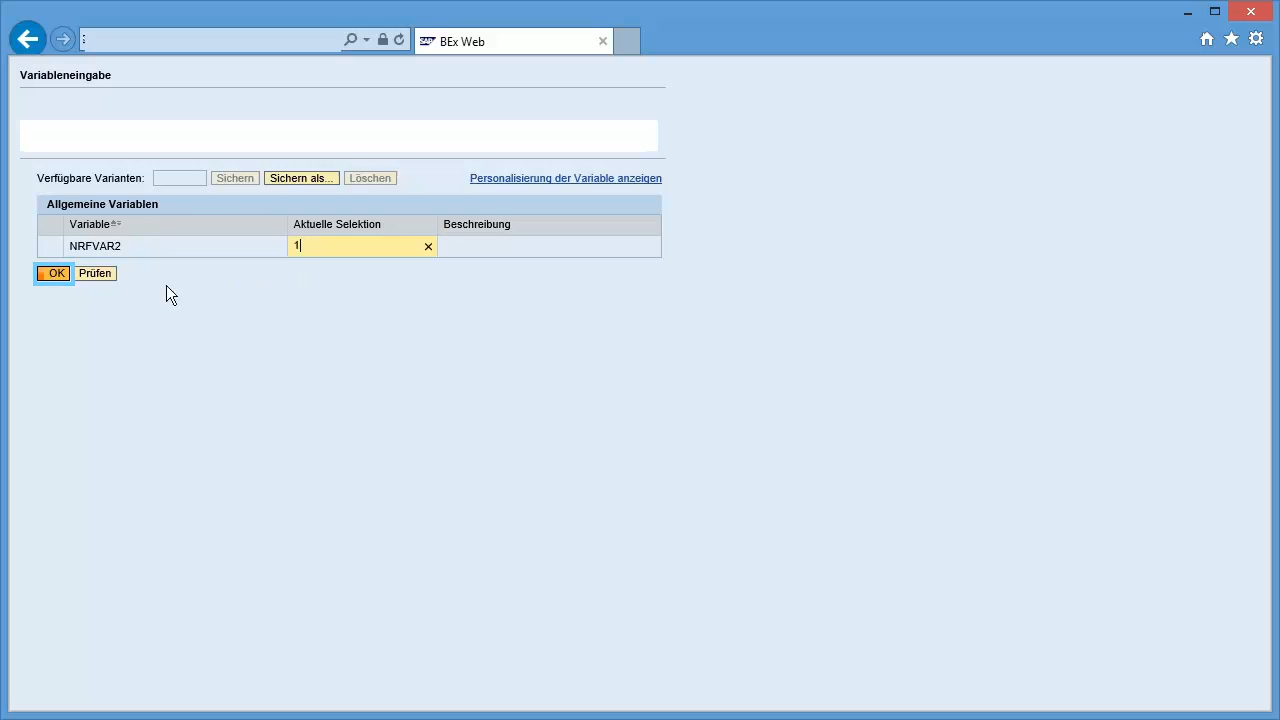 SAP BEx Web
Variableneingabe
Verfügbare Varianten: Sichern Sichern als... Löschen Personalisierung der Variable anzeigen
Allgemeine Variablen
Variable Aktuelle Selektion Beschreibung
NRFVAR2 1
OK Prüfen